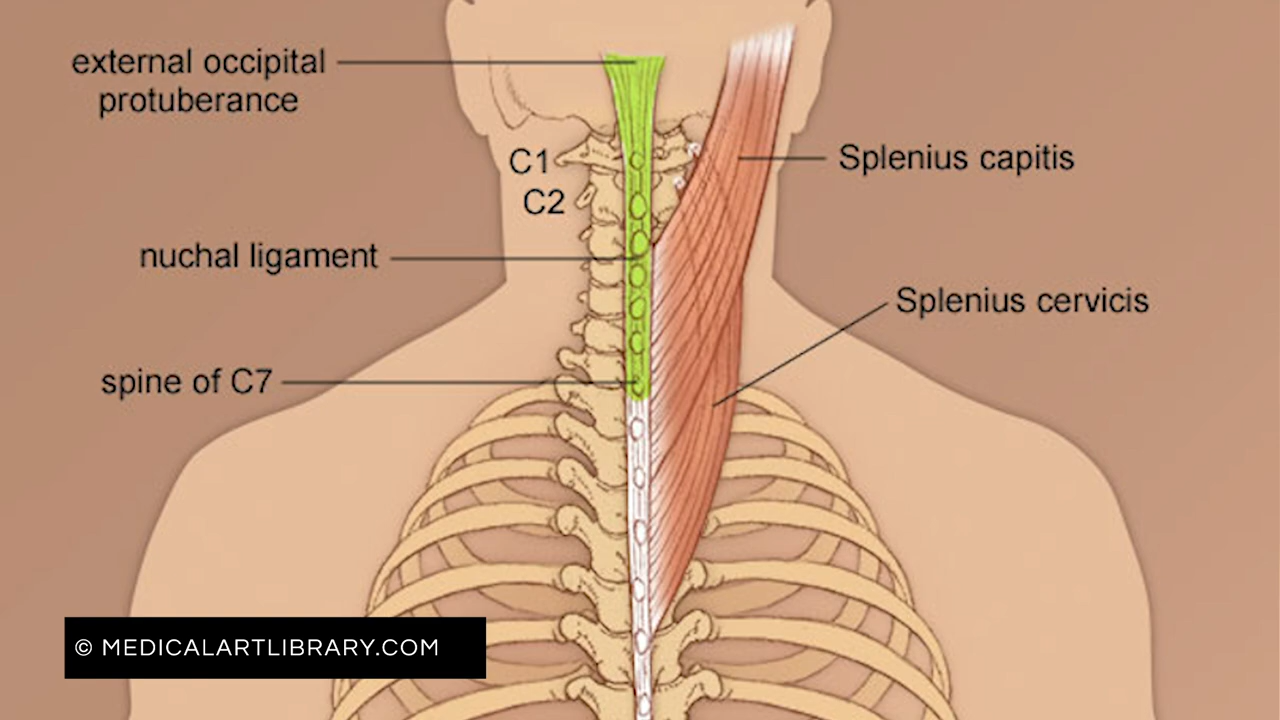 external occipital
protuberance
C1
Splenius capitis
C2
nuchal ligament
Splenius cervicis
spine of C7
© MEDICALARTLIBRARY.COM